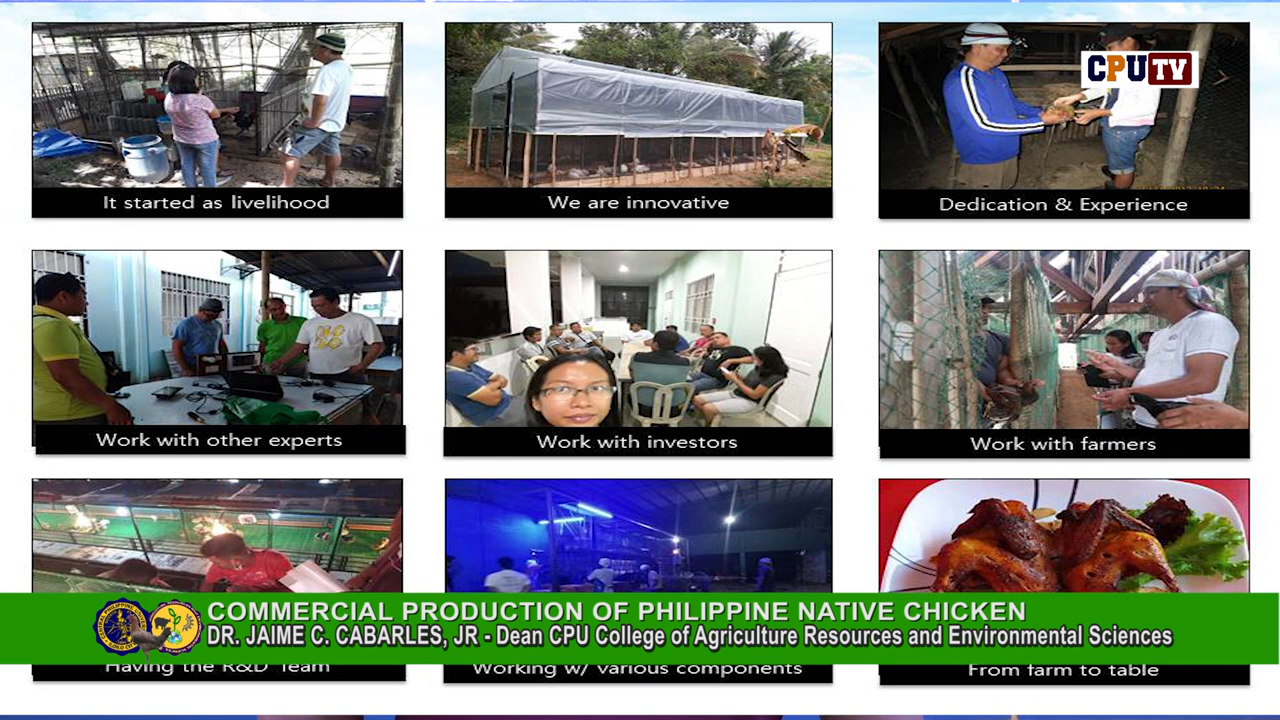 CPUTV
It started as livelihood
We are innovative
Dedication & Experience
Work with other experts
Work with investors
Work with farmers
COMMERCIAL PRODUCTION OF PHILIPPINE NATIVE CHICKEN
DR. JAIME C. CABARLES, JR - Dean CPU College of Agriculture Resources and Environmental Sciences
Having the R&D Team
Working w/ various components
From farm to table